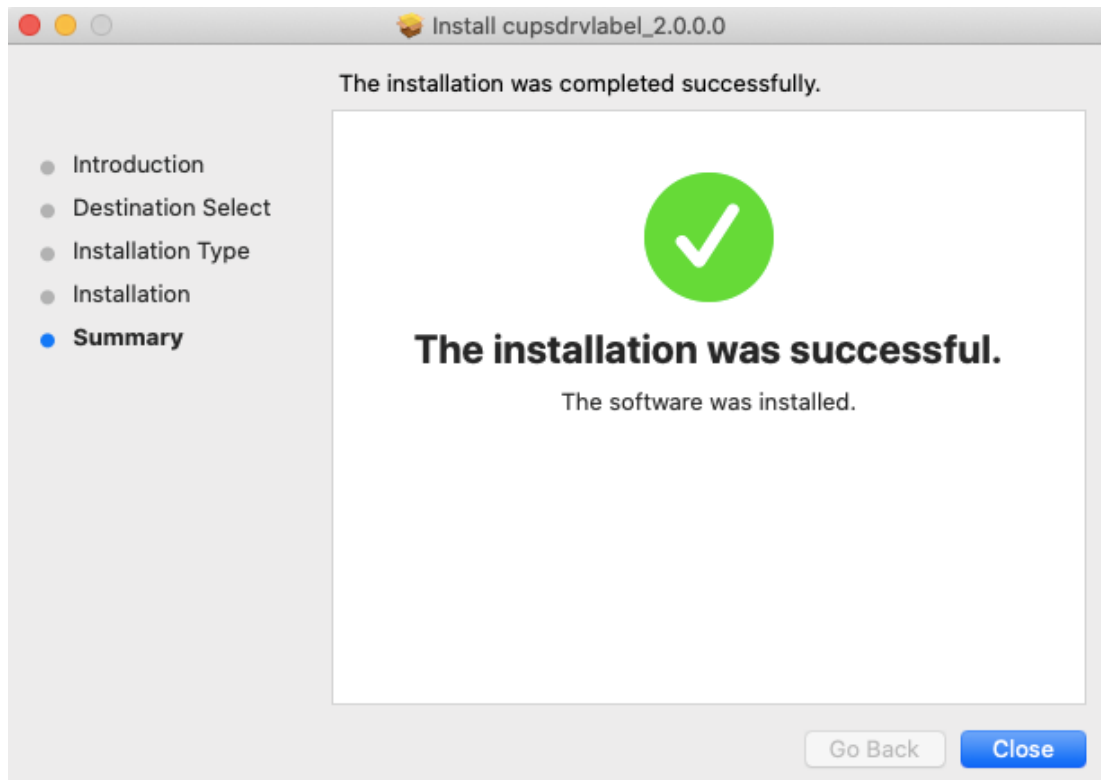 Install cupsdrvlabel_2.0.0.0
The installation was completed successfully.
Introduction
Destination Select
Installation Type
Installation
Summary
The installation was successful.
The software was installed.
Go Back
Close